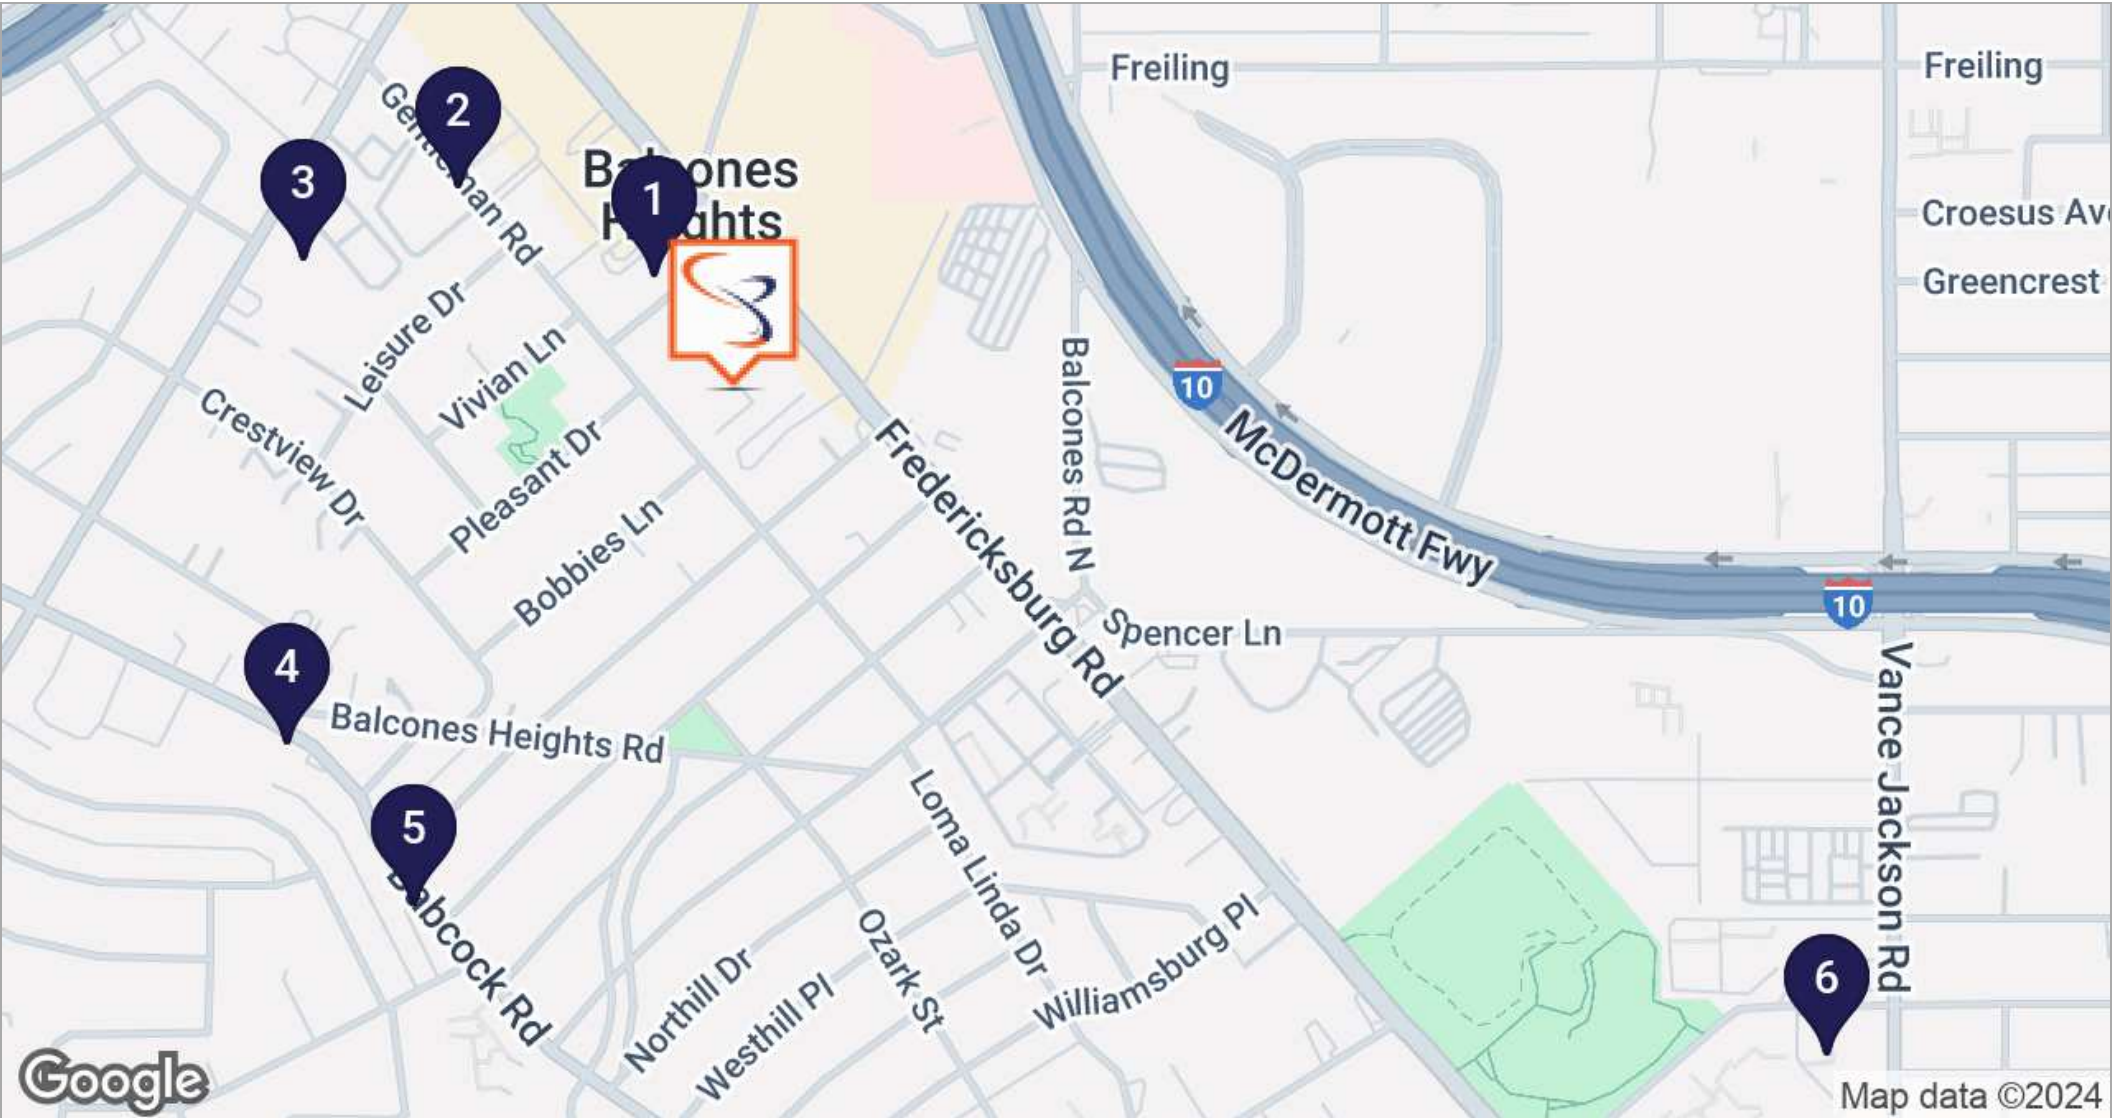 Freiling
Freiling
2
Gentleman Rd
3
Balcones
Heights
1
Croesus Av
Greencrest
Leisure Dr
Vivian Ln
Balcones Rd N
10
McDermott Fwy
Crestview Dr
Pleasant Dr
Fredericksburg Rd
Bobbies Ln
10
Spencer Ln
4
Balcones Heights Rd
Vance Jackson Rd
5
Babcock Rd
Loma Linda Dr
Ozark St
Williamsburg Pl
Northill Dr
Westhill Pl
6
Google
Map data ©2024